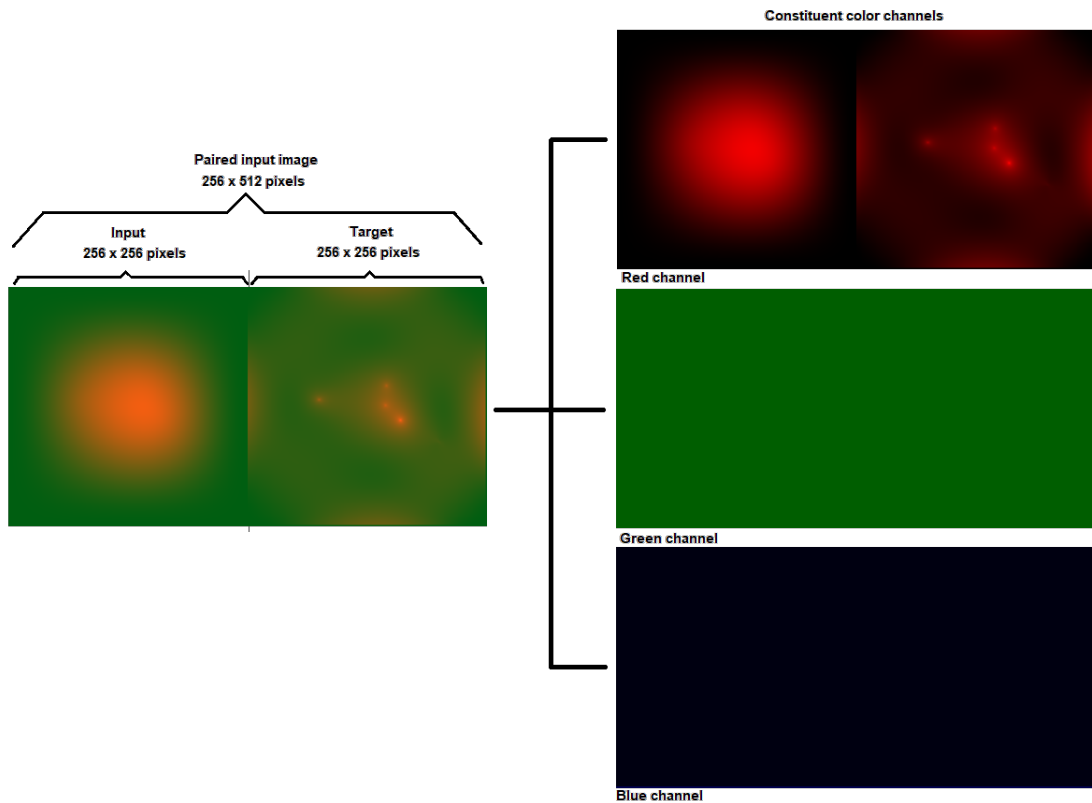 Constituent color channels
Paired input image
256 x 512 pixels
Input
256 x 256 pixels
Target
256 x 256 pixels
Red channel
Green channel
Blue channel